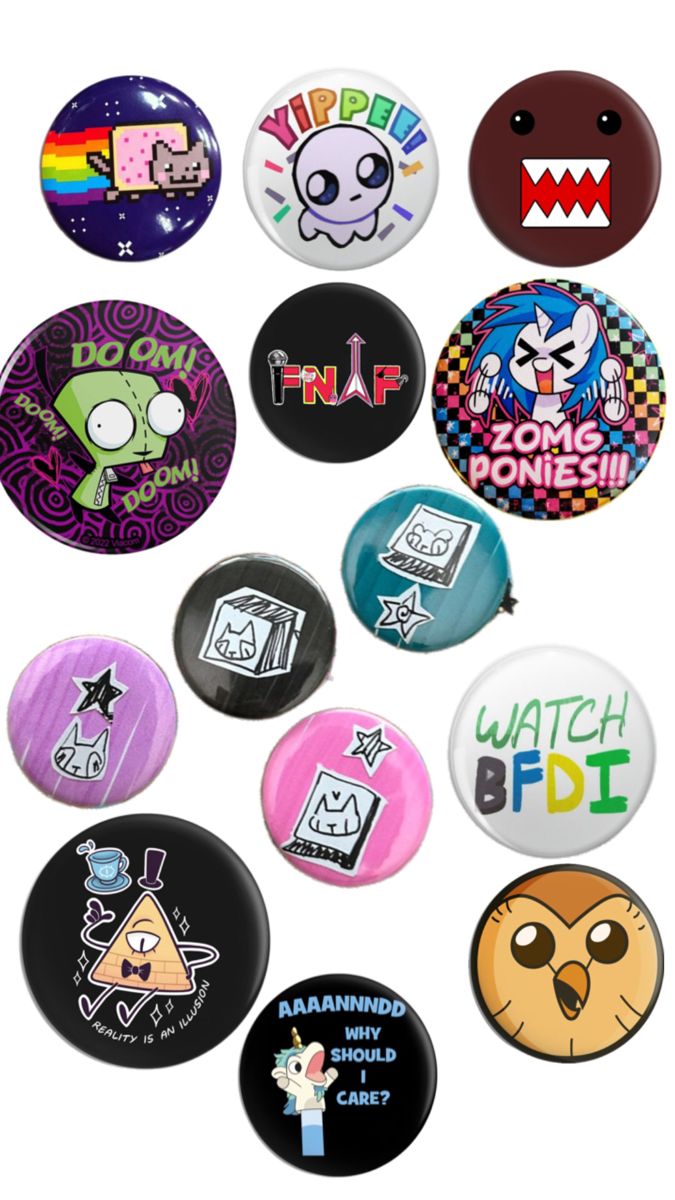 YiPPEE!
DOOM!
DOOM!
DOOM!
© 2022 Viacom
FNAF
ZOMG
PONiES!!!
WATCH
BFDI
REALITY IS AN ILLUSION
AAAANNNDD
WHY
SHOULD
I
CARE?